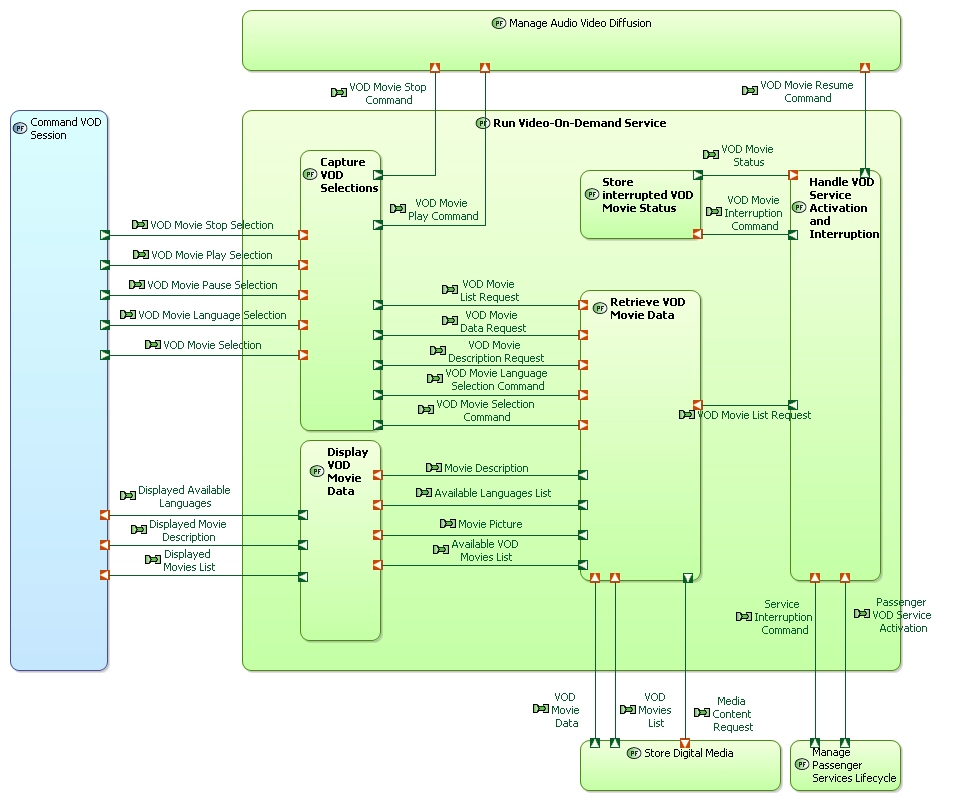 PF Manage Audio Video Diffusion
VOD Movie Stop
Command
VOD Movie Resume
Command
PF Command VOD
Session
PF Run Video-On-Demand Service
PF Capture
VOD
Selections
VOD Movie
Play Command
PF Store
interrupted VOD
Movie Status
VOD Movie
Status
VOD Movie
Interruption
Command
PF Handle VOD
Service
Activation
and
Interruption
VOD Movie Stop Selection
VOD Movie Play Selection
VOD Movie Pause Selection
VOD Movie Language Selection
VOD Movie Selection
VOD Movie
List Request
VOD Movie
Data Request
VOD Movie
Description Request
VOD Movie Language
Selection Command
VOD Movie Selection
Command
PF Retrieve VOD
Movie Data
VOD Movie List Request
PF Display
VOD
Movie
Data
Movie Description
Available Languages List
Movie Picture
Available VOD
Movies List
Displayed Available
Languages
Displayed Movie
Description
Displayed
Movies List
Service
Interruption
Command
Passenger
VOD Service
Activation
VOD
Movie
Data
VOD
Movies
List
Media
Content
Request
PF Store Digital Media
PF Manage
Passenger
Services Lifecycle